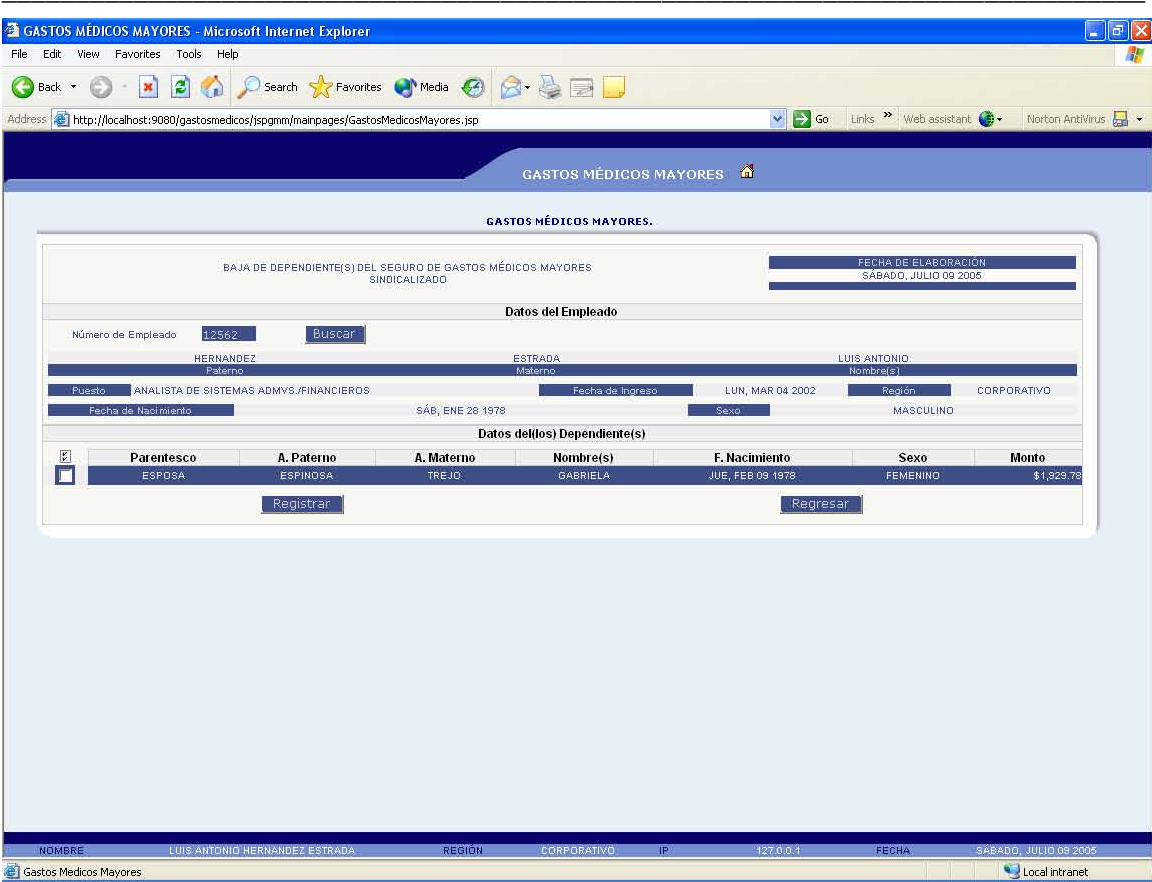 GASTOS MÉDICOS MAYORES - Microsoft Internet Explorer
File Edit View Favorites Tools Help
Back Search Favorites Media
Address http://localhost:9080/gastosmedicos/jspgmm/mainpages/GastosMedicosMayores.jsp Go Links » Web assistant Norton AntiVirus
GASTOS MÉDICOS MAYORES
GASTOS MÉDICOS MAYORES.
BAJA DE DEPENDIENTE(S) DEL SEGURO DE GASTOS MÉDICOS MAYORES
SINDICALIZADO
FECHA DE ELABORACIÓN
SÁBADO, JULIO 09 2005
Datos del Empleado
Número de Empleado 12562 Buscar
HERNANDEZ ESTRADA LUIS ANTONIO
Paterno Materno Nombre(s)
Puesto ANALISTA DE SISTEMAS ADMVS./FINANCIEROS Fecha de Ingreso LUN, MAR 04 2002 Región CORPORATIVO
Fecha de Nacimiento SÁB, ENE 28 1978 Sexo MASCULINO
Datos del(los) Dependiente(s)
Parentesco A. Paterno A. Materno Nombre(s) F. Nacimiento Sexo Monto
ESPOSA ESPINOSA TREJO GABRIELA JUE, FEB 09 1978 FEMENINO $1,929.78
Registrar Regresar
NOMBRE LUIS ANTONIO HERNANDEZ ESTRADA REGIÓN CORPORATIVO IP 127.0.0.1 FECHA SÁBADO, JULIO 09 2005
Gastos Medicos Mayores Local intranet